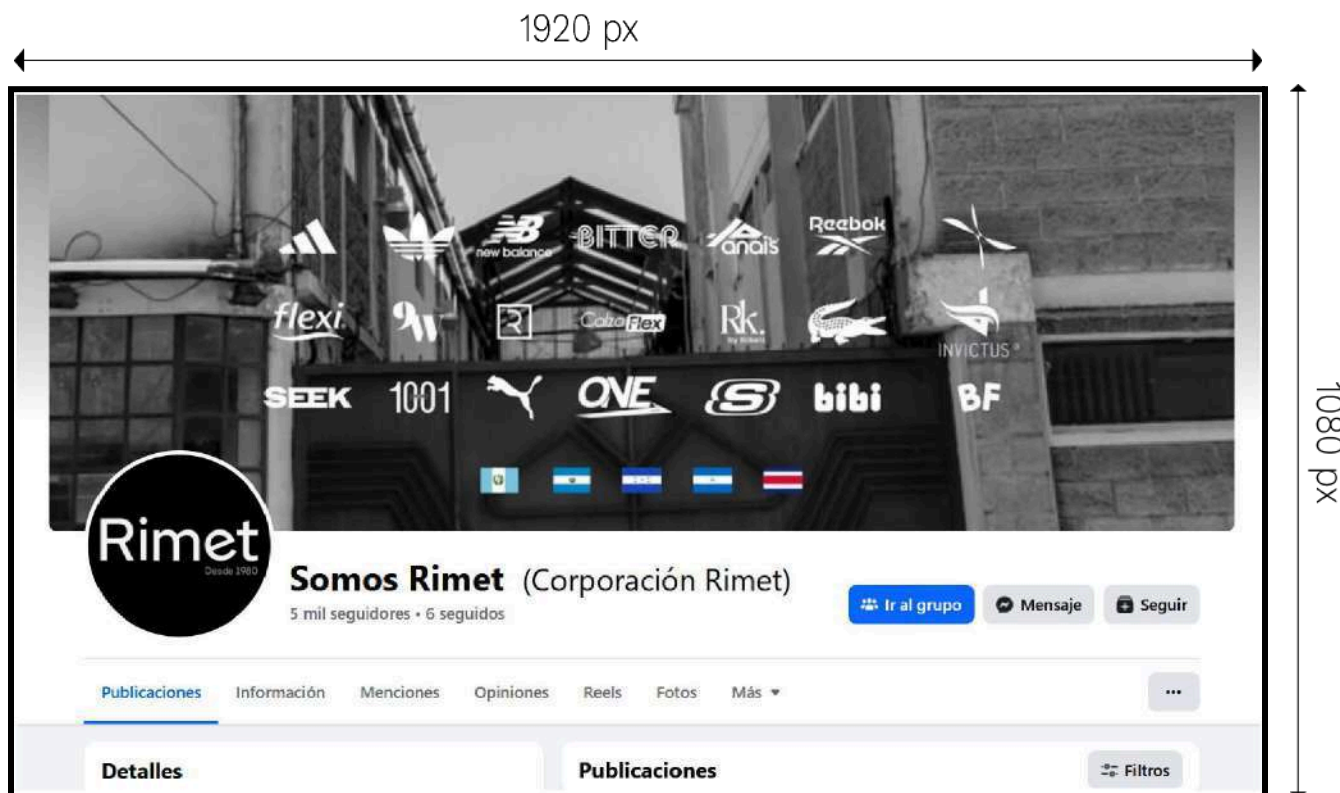 1920 px
1080 px
new balance
BITTER
Anaïs
Reebok
flexi
R
Calzaflex
Rk.
INVICTUS
SEEK
1001
ONE
S
bibi
BF
Rimet
Desde 1980
Somos Rimet (Corporación Rimet)
5 mil seguidores • 6 seguidos
Ir al grupo
Mensaje
Seguir
Publicaciones
Información
Menciones
Opiniones
Reels
Fotos
Más
Detalles
Publicaciones
Filtros